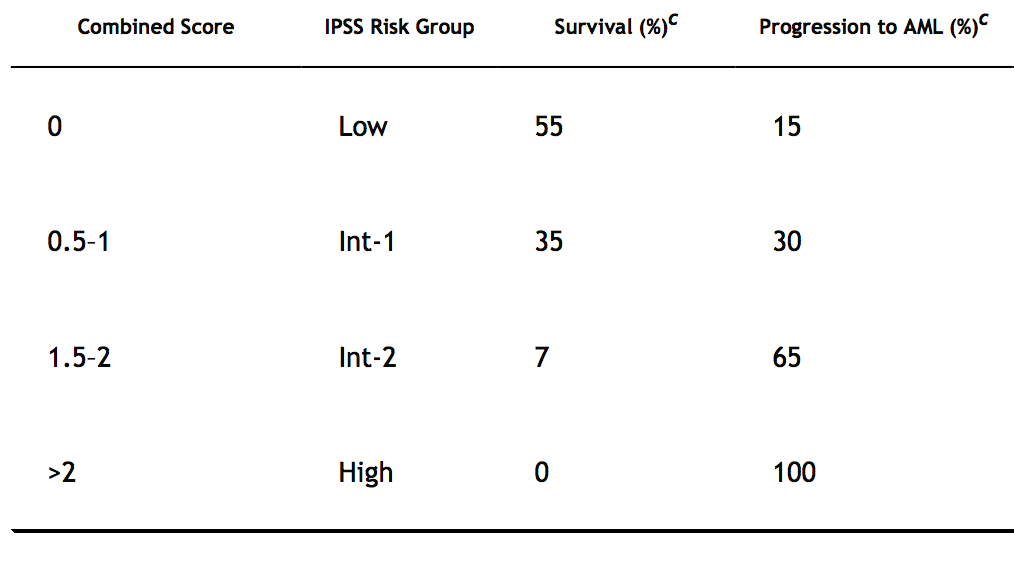 Combined Score IPSS Risk Group Survival (%)C Progression to AML (%)C
0 Low 55 15
0.5–1 Int-1 35 30
1.5–2 Int-2 7 65
>2 High 0 100